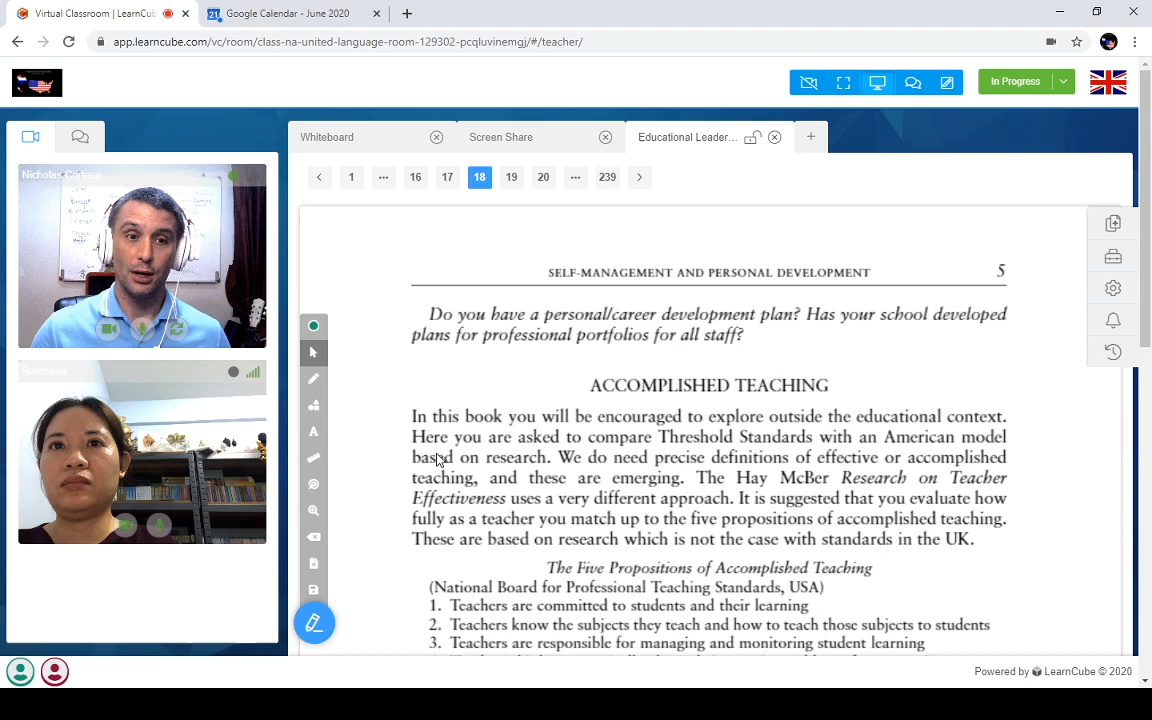 Virtual Classroom | LearnCub
Google Calendar - June 2020
app.learncube.com/vc/room/class-na-united-language-room-129302-pcqluvinemgj/#/teacher/
In Progress
Whiteboard
Screen Share
Educational Leader...
1 ... 16 17 18 19 20 ... 239
Nicholas Cortese
Ratchada
SELF-MANAGEMENT AND PERSONAL DEVELOPMENT 5
Do you have a personal/career development plan? Has your school developed
plans for professional portfolios for all staff?
ACCOMPLISHED TEACHING
In this book you will be encouraged to explore outside the educational context.
Here you are asked to compare Threshold Standards with an American model
based on research. We do need precise definitions of effective or accomplished
teaching, and these are emerging. The Hay McBer Research on Teacher
Effectiveness uses a very different approach. It is suggested that you evaluate how
fully as a teacher you match up to the five propositions of accomplished teaching.
These are based on research which is not the case with standards in the UK.
The Five Propositions of Accomplished Teaching
(National Board for Professional Teaching Standards, USA)
1. Teachers are committed to students and their learning
2. Teachers know the subjects they teach and how to teach those subjects to students
3. Teachers are responsible for managing and monitoring student learning
Powered by LearnCube © 2020